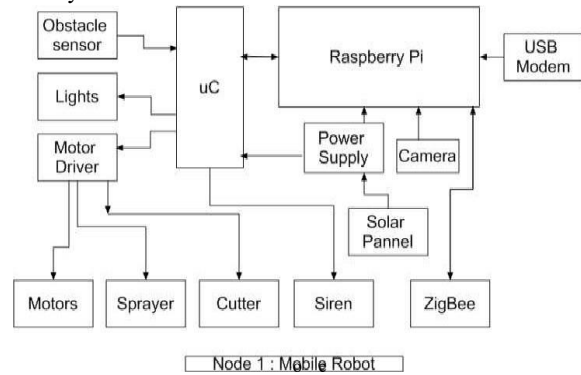 Obstacle
sensor
Lights
Motor
Driver
uC
Raspberry Pi
USB
Modem
Power
Supply
Camera
Solar
Pannel
Motors
Sprayer
Cutter
Siren
ZigBee
Node 1 : Mobile Robot